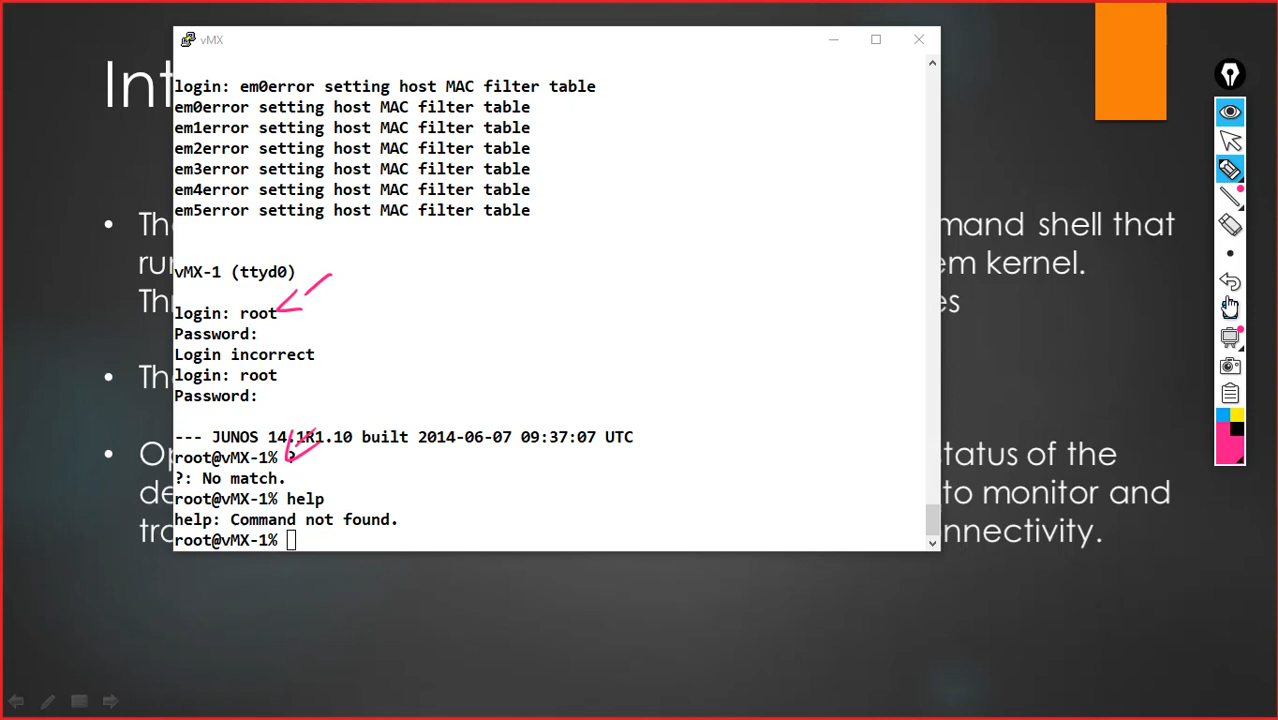 Int
vMX
login: em0error setting host MAC filter table
em0error setting host MAC filter table
em1error setting host MAC filter table
em2error setting host MAC filter table
em3error setting host MAC filter table
em4error setting host MAC filter table
em5error setting host MAC filter table
vMX-1 (ttyd0)
login: root
Password:
Login incorrect
login: root
Password:
--- JUNOS 14.1R1.10 built 2014-06-07 09:37:07 UTC
root@vMX-1% ?
?: No match.
root@vMX-1% help
help: Command not found.
root@vMX-1%
• Th mand shell that
ru em kernel.
Th es
• Th
• Op tatus of the
de to monitor and
tro nnectivity.